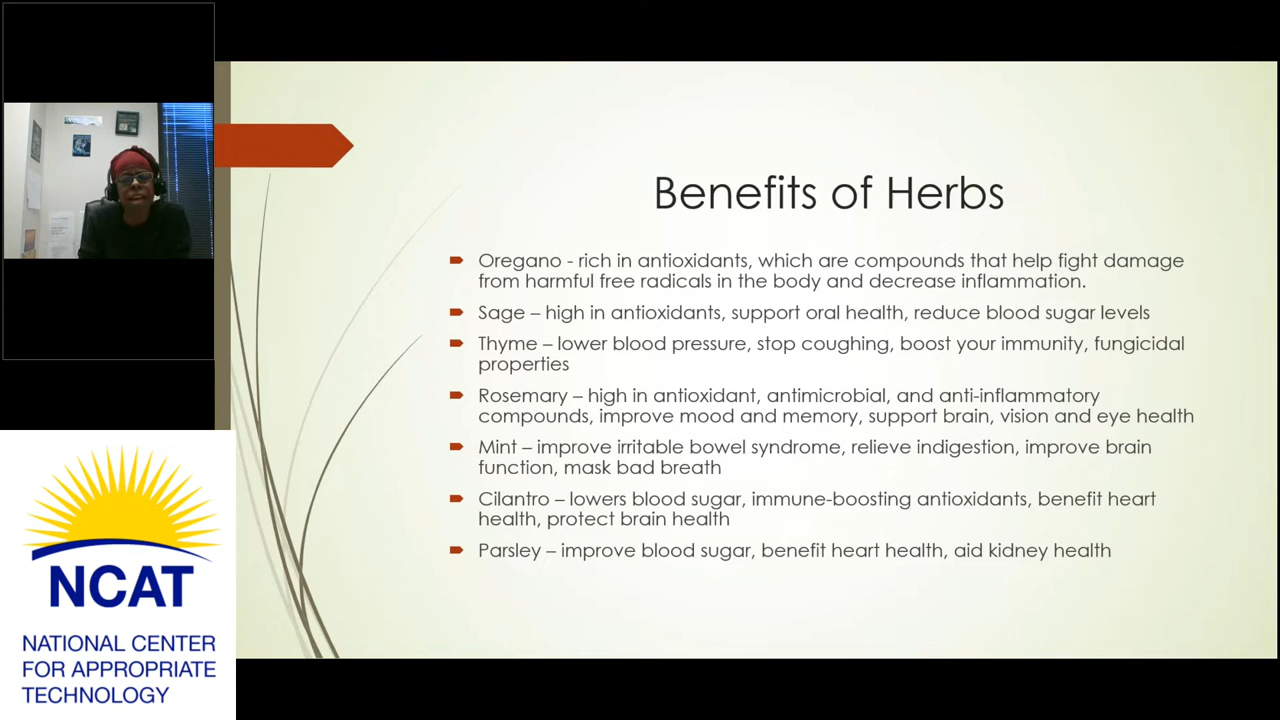 Benefits of Herbs
Oregano - rich in antioxidants, which are compounds that help fight damage
from harmful free radicals in the body and decrease inflammation.
Sage – high in antioxidants, support oral health, reduce blood sugar levels
Thyme – lower blood pressure, stop coughing, boost your immunity, fungicidal
properties
Rosemary – high in antioxidant, antimicrobial, and anti-inflammatory
compounds, improve mood and memory, support brain, vision and eye health
Mint – improve irritable bowel syndrome, relieve indigestion, improve brain
function, mask bad breath
Cilantro – lowers blood sugar, immune-boosting antioxidants, benefit heart
health, protect brain health
Parsley – improve blood sugar, benefit heart health, aid kidney health
NCAT
NATIONAL CENTER
FOR APPROPRIATE
TECHNOLOGY